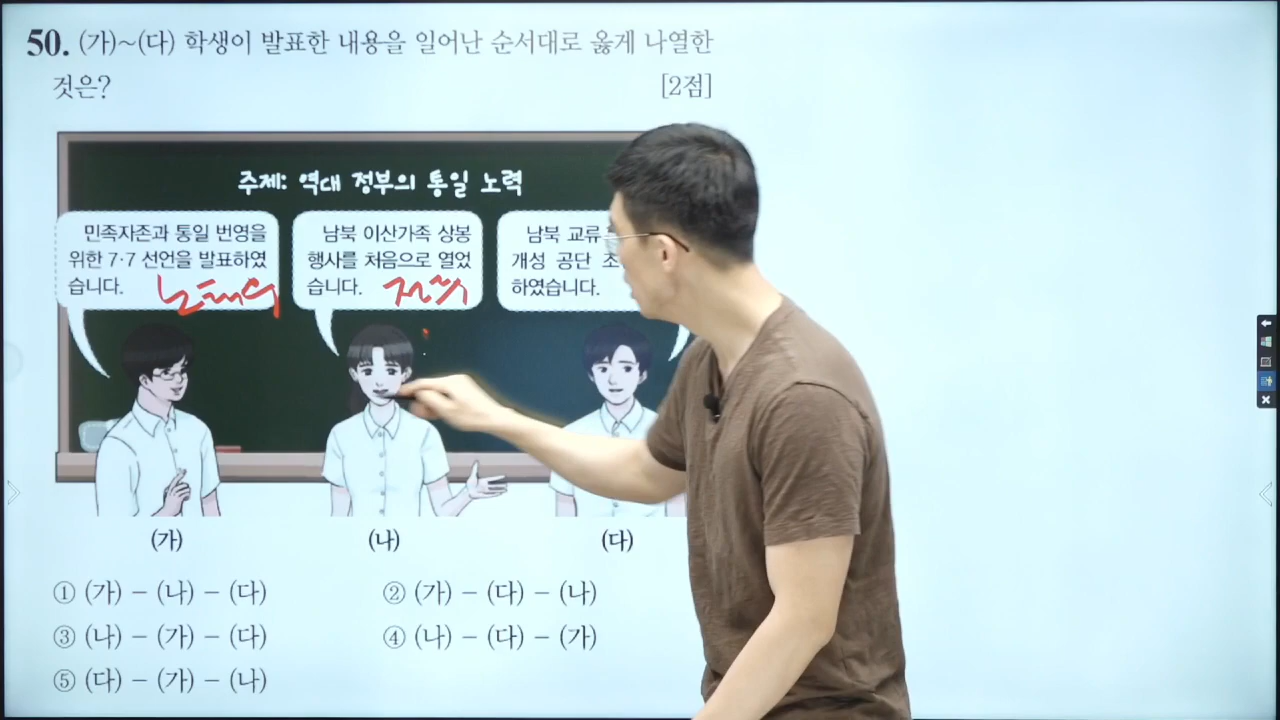 50. (가)~(다) 학생이 발표한 내용을 일어난 순서대로 옳게 나열한
것은? [2점]
주제: 역대 정부의 통일 노력
민족자존과 통일 번영을
위한 7·7 선언을 발표하였
습니다. 노태우
남북 이산가족 상봉
행사를 처음으로 열었
습니다.
남북 교류
개성 공단 조
하였습니다.
(가) (나) (다)
① (가) - (나) - (다) ② (가) - (다) - (나)
③ (나) - (가) - (다) ④ (나) - (다) - (가)
⑤ (다) - (가) - (나)